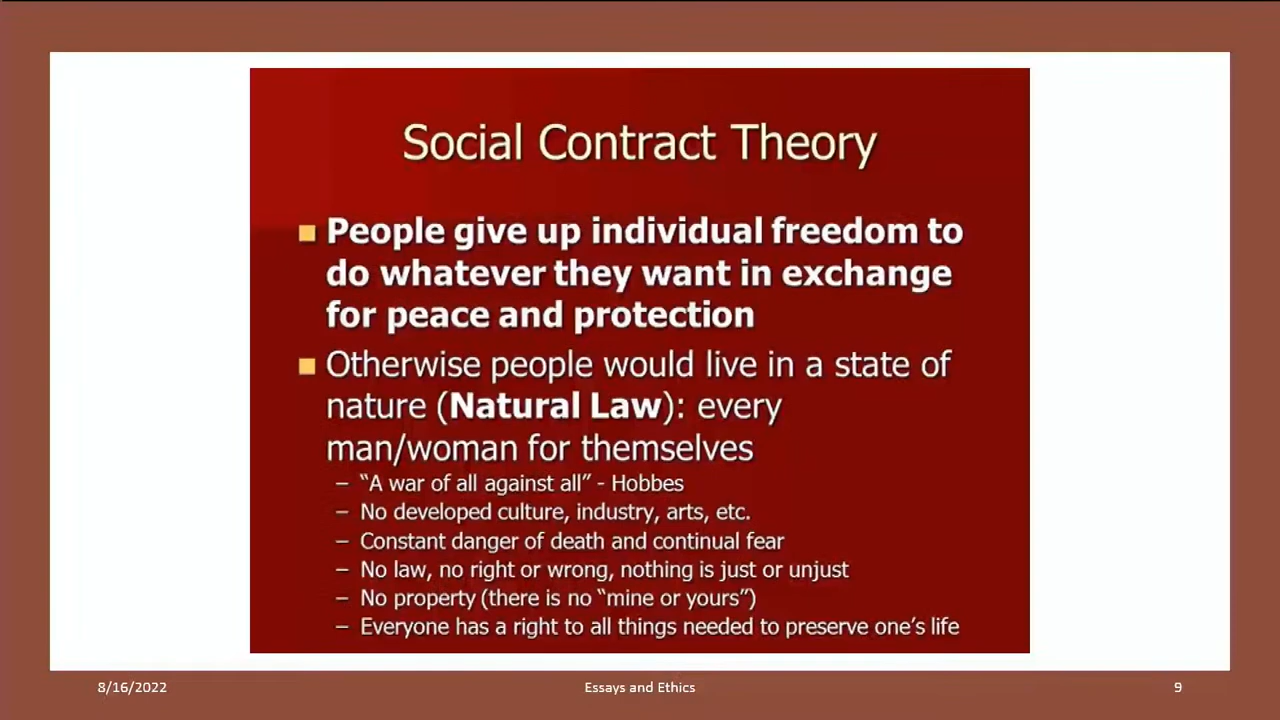 Social Contract Theory
People give up individual freedom to
do whatever they want in exchange
for peace and protection
Otherwise people would live in a state of
nature (Natural Law): every
man/woman for themselves
– “A war of all against all” - Hobbes
– No developed culture, industry, arts, etc.
– Constant danger of death and continual fear
– No law, no right or wrong, nothing is just or unjust
– No property (there is no “mine or yours”)
– Everyone has a right to all things needed to preserve one’s life
8/16/2022
Essays and Ethics
9